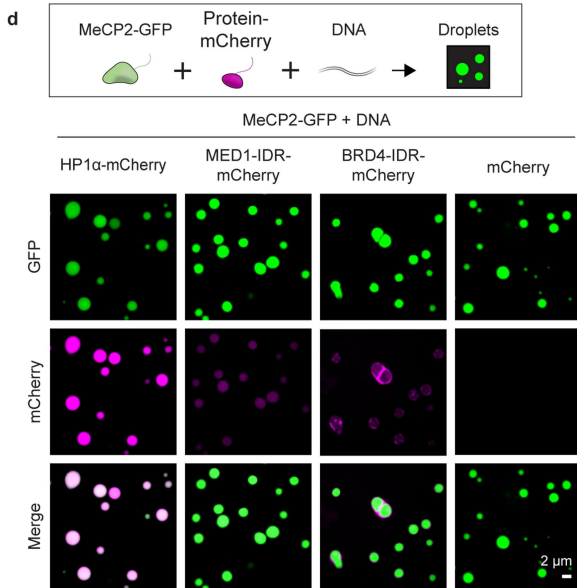 d
MeCP2-GFP
Protein-
mCherry
DNA
Droplets
+
+
MeCP2-GFP + DNA
HP1α-mCherry
MED1-IDR-
mCherry
BRD4-IDR-
mCherry
mCherry
GFP
mCherry
Merge
2 μm